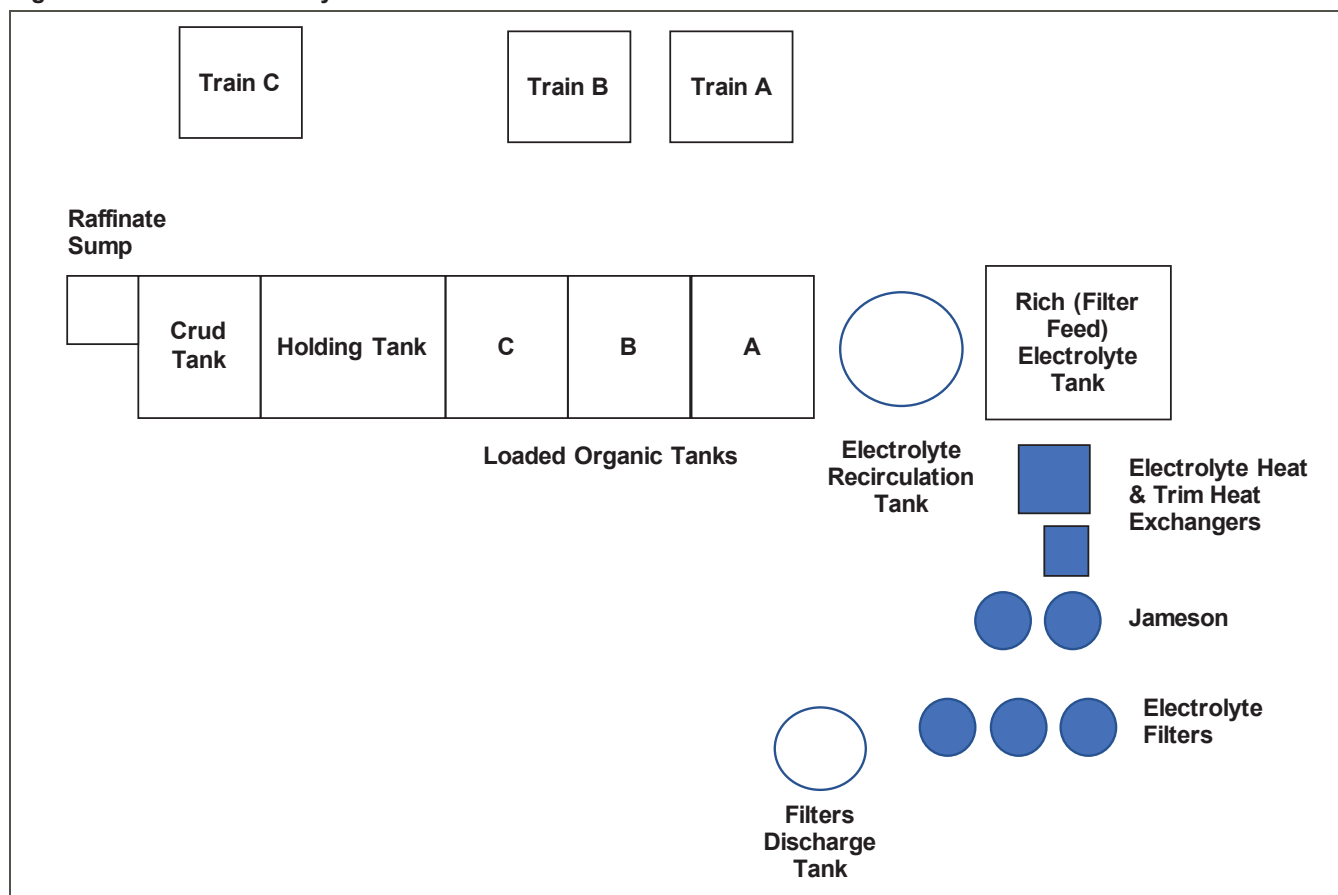 Train C
Train B
Train A
Raffinate
Sump
Crud
Tank
Holding Tank
C
B
A
Rich (Filter
Feed)
Electrolyte
Tank
Loaded Organic Tanks
Electrolyte
Recirculation
Tank
Electrolyte Heat
& Trim Heat
Exchangers
Jameson
Electrolyte
Filters
Filters
Discharge
Tank